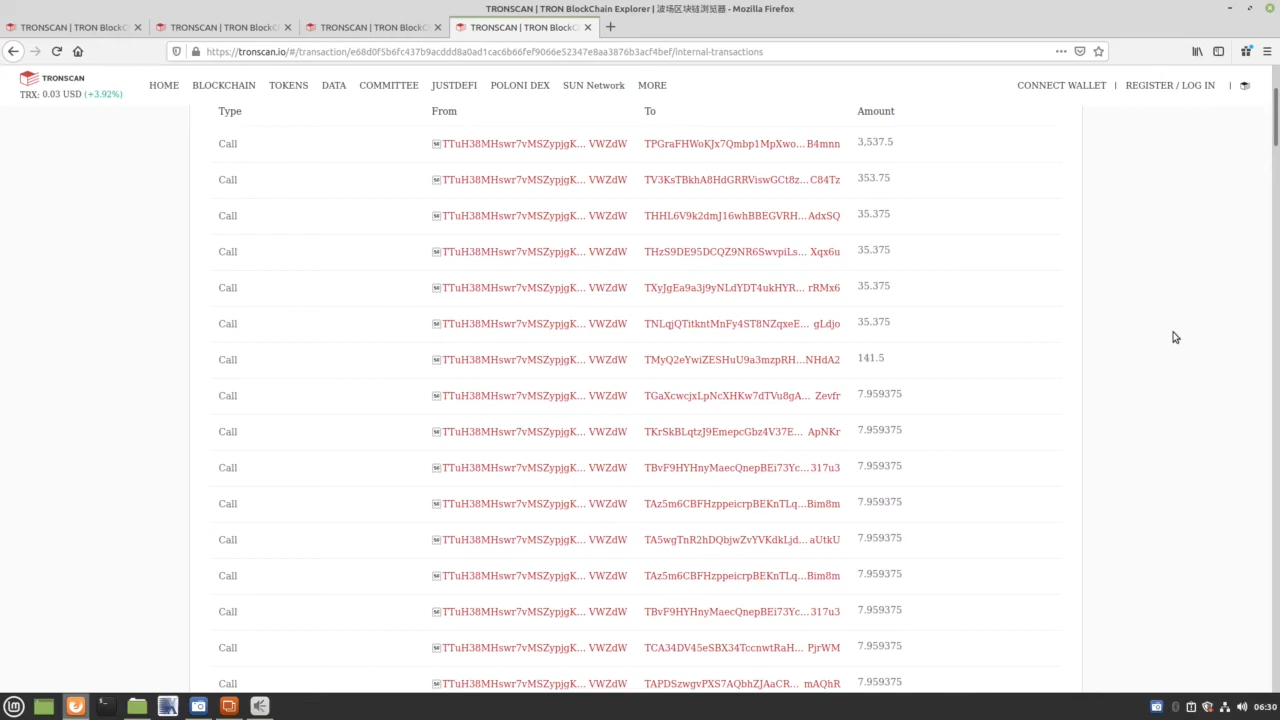 TRONSCAN | TRON BlockChain Explorer | 波场区块链浏览器 - Mozilla Firefox
TRONSCAN | TRON BlockC TRONSCAN | TRON BlockC TRONSCAN | TRON BlockC TRONSCAN | TRON BlockC
https://tronscan.io/#/transaction/e68d0f5b6fc437b9acddd8a0ad1cac6b66fef9066e52347e8aa3876b3acf4bef/internal-transactions
TRONSCAN
TRX: 0.03 USD (+3.92%)
HOME BLOCKCHAIN TOKENS DATA COMMITTEE JUSTDEFI POLONI DEX SUN Network MORE CONNECT WALLET | REGISTER / LOG IN |
Type From To Amount
Call TTuH38MHswr7vMSZypjgK... VWZdW TPGraFHWoKJx7Qmbp1MpXwo... B4mnn 3,537.5
Call TTuH38MHswr7vMSZypjgK... VWZdW TV3KsTBkhA8HdGRRViswGCt8z... C84Tz 353.75
Call TTuH38MHswr7vMSZypjgK... VWZdW THHL6V9k2dmJ16whBBEGVRH... AdxSQ 35.375
Call TTuH38MHswr7vMSZypjgK... VWZdW THzS9DE95DCQZ9NR6SwvpiLs... Xqx6u 35.375
Call TTuH38MHswr7vMSZypjgK... VWZdW TXyJgEa9a3j9yNLdYDT4ukHYR... rRMx6 35.375
Call TTuH38MHswr7vMSZypjgK... VWZdW TNLqjQTitkntMnFy4ST8NZqxeE... gLdjo 35.375
Call TTuH38MHswr7vMSZypjgK... VWZdW TMyQ2eYwiZESHuU9a3mzpRH... NHdA2 141.5
Call TTuH38MHswr7vMSZypjgK... VWZdW TGaXcwcjxLpNcXHKw7dTVu8gA... Zevfr 7.959375
Call TTuH38MHswr7vMSZypjgK... VWZdW TKrSkBLqtzJ9EmepcGbz4V37E... ApNKr 7.959375
Call TTuH38MHswr7vMSZypjgK... VWZdW TBvF9HYHnyMaecQnepBEi73Yc... 317u3 7.959375
Call TTuH38MHswr7vMSZypjgK... VWZdW TAz5m6CBFHzppeicrpBEKnTLq... Bim8m 7.959375
Call TTuH38MHswr7vMSZypjgK... VWZdW TA5wgTnR2hDQbjwZvYVKdkLjd... aUtkU 7.959375
Call TTuH38MHswr7vMSZypjgK... VWZdW TAz5m6CBFHzppeicrpBEKnTLq... Bim8m 7.959375
Call TTuH38MHswr7vMSZypjgK... VWZdW TBvF9HYHnyMaecQnepBEi73Yc... 317u3 7.959375
Call TTuH38MHswr7vMSZypjgK... VWZdW TCA34DV45eSBX34TccnwtRaH... PjrWM 7.959375
Call TTuH38MHswr7vMSZypjgK... VWZdW TAPDSzwgvPXS7AQbhZJAaCR... mAQhR 7.959375
06:30